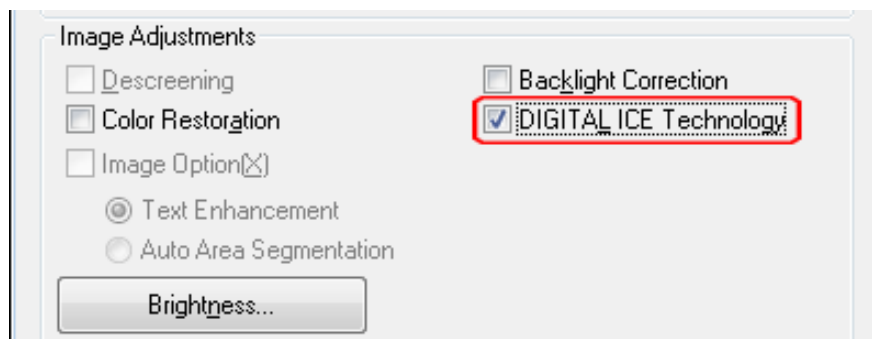 Image Adjustments
Descreening
Backlight Correction
Color Restoration
DIGITAL ICE Technology
Image Option(X)
Text Enhancement
Auto Area Segmentation
Brightness...